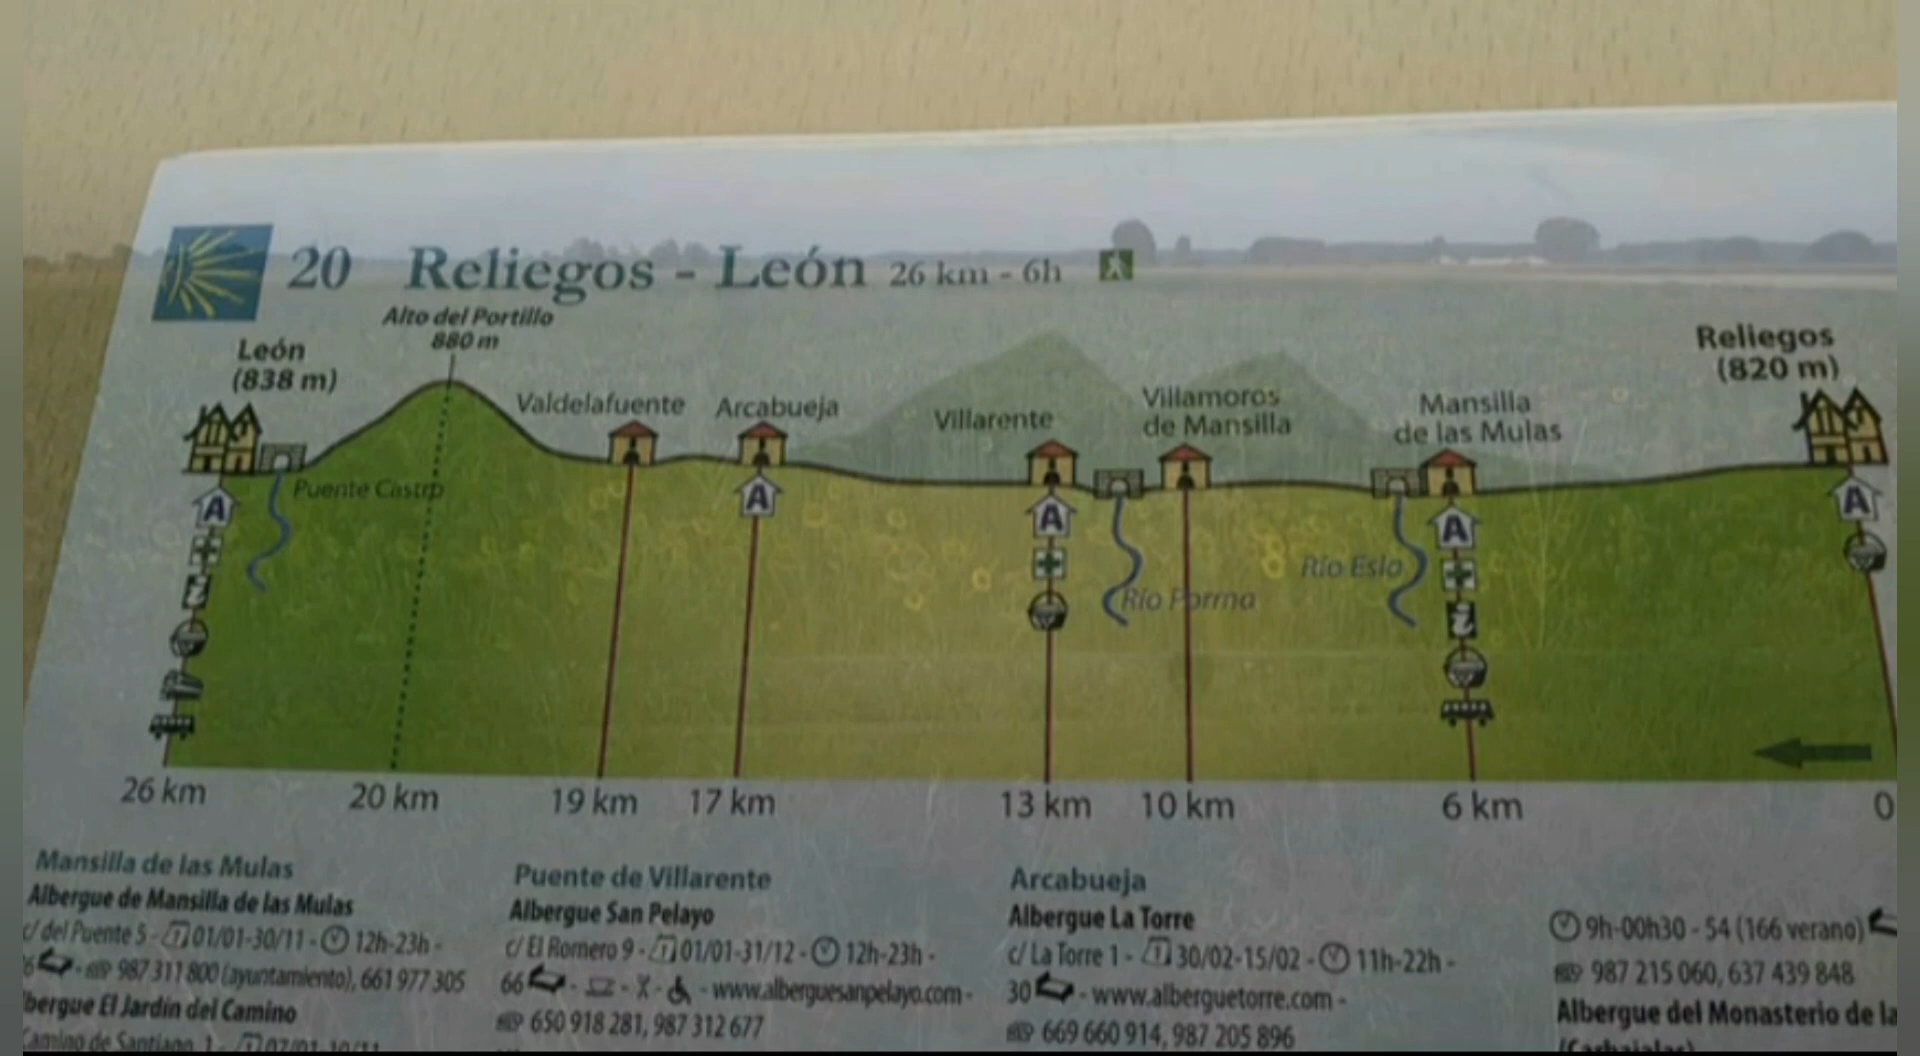 20 Reliegos - León 26 km - 6h
Alto del Portillo
880 m
León
(838 m)
Valdelafuente
Arcabueja
Villarente
Villamoros
de Mansilla
Mansilla
de las Mulas
Reliegos
(820 m)
Puente Castro
Río Porma
Río Esla
A
A
A
A
A
26 km
20 km
19 km
17 km
13 km
10 km
6 km
0
Mansilla de las Mulas
Albergue de Mansilla de las Mulas
c/ del Puente 5 - 01/01-30/11 - 12h-23h -
6 - 987 311 800 (ayuntamiento), 661 977 305
bergue El Jardín del Camino
Camino de Santiago, 1 -
Puente de Villarente
Albergue San Pelayo
c/ El Romero 9 - 01/01-31/12 - 12h-23h -
66 - - - - www.alberguesanpelayo.com -
650 918 281, 987 312 677
Arcabueja
Albergue La Torre
c/ La Torre 1 - 30/02-15/02 - 11h-22h -
30 - www.alberguetorre.com -
669 660 914, 987 205 896
9h-00h30 - 54 (166 verano)
987 215 060, 637 439 848
Albergue del Monasterio de la